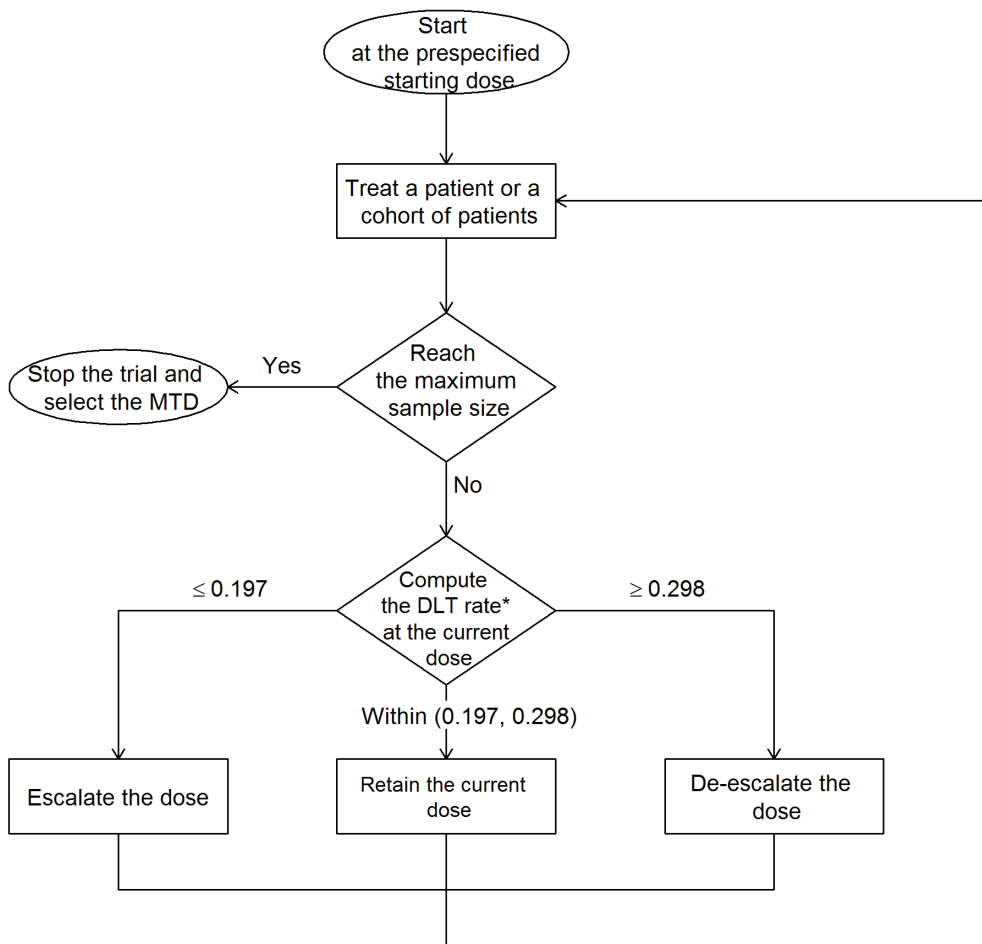 Start
at the prespecified
starting dose
Treat a patient or a
cohort of patients
Reach
the maximum
sample size
Yes
Stop the trial and
select the MTD
No
Compute
the DLT rate*
at the current
dose
≤ 0.197
≥ 0.298
Within (0.197, 0.298)
Escalate the dose
Retain the current
dose
De-escalate the
dose